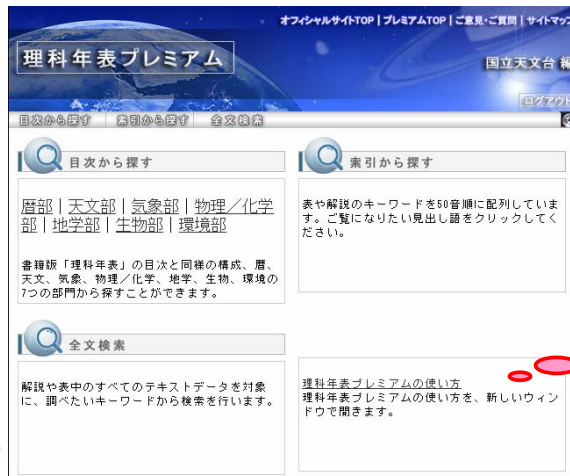 オフィシャルサイトTOP | プレミアムTOP | ご意見・ご質問 | サイトマップ
理科年表プレミアム
国立天文台 編
ログアウト
目次から探す 索引から探す 全文検索
目次から探す
暦部 | 天文部 | 気象部 | 物理／化学
部 | 地学部 | 生物部 | 環境部
書籍版「理科年表」の目次と同様の構成、暦、
天文、気象、物理／化学、地学、生物、環境の
7つの部門から探すことができます。
索引から探す
表や解説のキーワードを50音順に配列していま
す。ご覧になりたい見出し語をクリックしてく
ださい。
全文検索
解説や表中のすべてのテキストデータを対象
に、調べたいキーワードから検索を行います。
理科年表プレミアムの使い方
理科年表プレミアムの使い方を、新しいウィン
ドウで開きます。